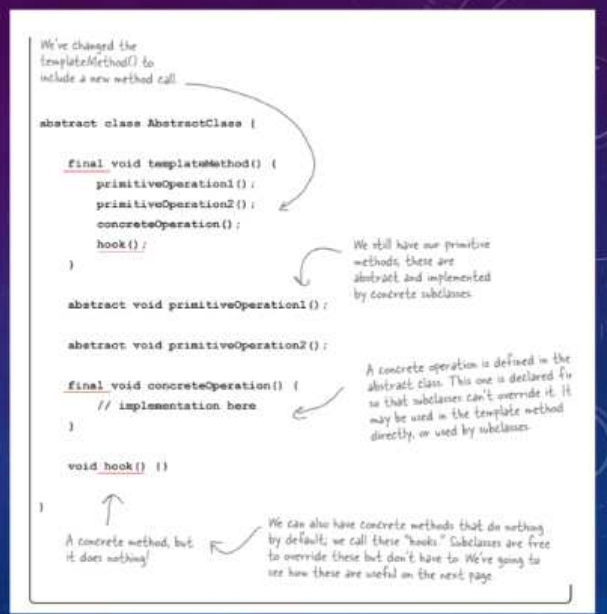 We've changed the
templateMethod() to
include a new method call.
abstract class AbstractClass {
final void templateMethod() {
primitiveOperation1();
primitiveOperation2();
concreteOperation();
hook();
}
We still have our primitive
methods; these are
abstract and implemented
by concrete subclasses.
abstract void primitiveOperation1();
abstract void primitiveOperation2();
final void concreteOperation() {
// implementation here
}
A concrete operation is defined in the
abstract class. This one is declared fi
so that subclasses can't override it. It
may be used in the template method
directly, or used by subclasses.
void hook() {}
}
A concrete method, but
it does nothing!
We can also have concrete methods that do nothing
by default; we call these "hooks." Subclasses are free
to override these but don't have to. We're going to
see how these are useful on the next page.